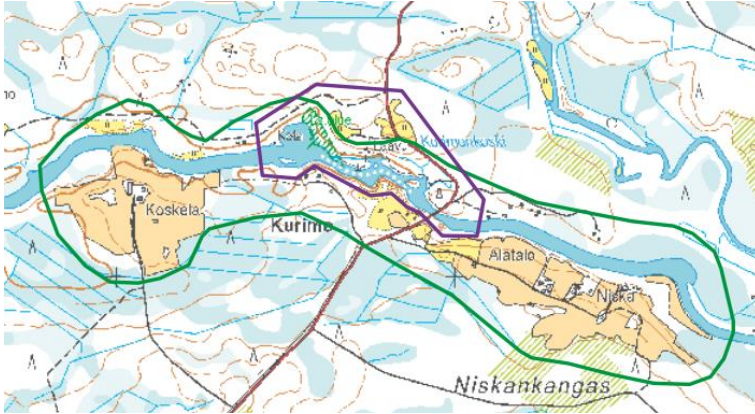 Kurimonkoski
Koskela
Kurimo
Alatalo
Niska
Niskankangas